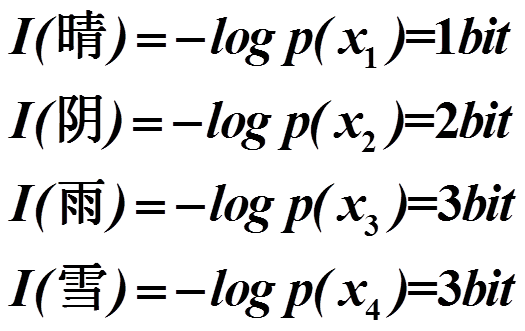 I(晴)=−log p(x₁)=1bit
I(阴)=−log p(x₂)=2bit
I(雨)=−log p(x₃)=3bit
I(雪)=−log p(x₄)=3bit